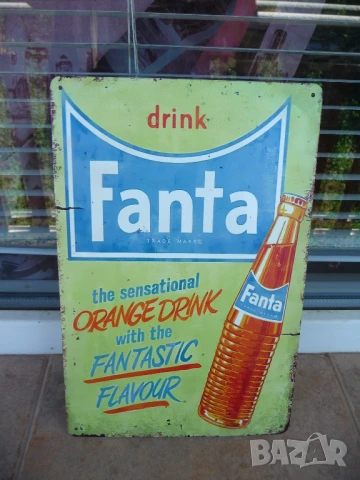 drink
Fanta
TRADE MARKS
the sensational
ORANGE DRINK
with the
FANTASTIC
FLAVOUR
Fanta
BAZAR